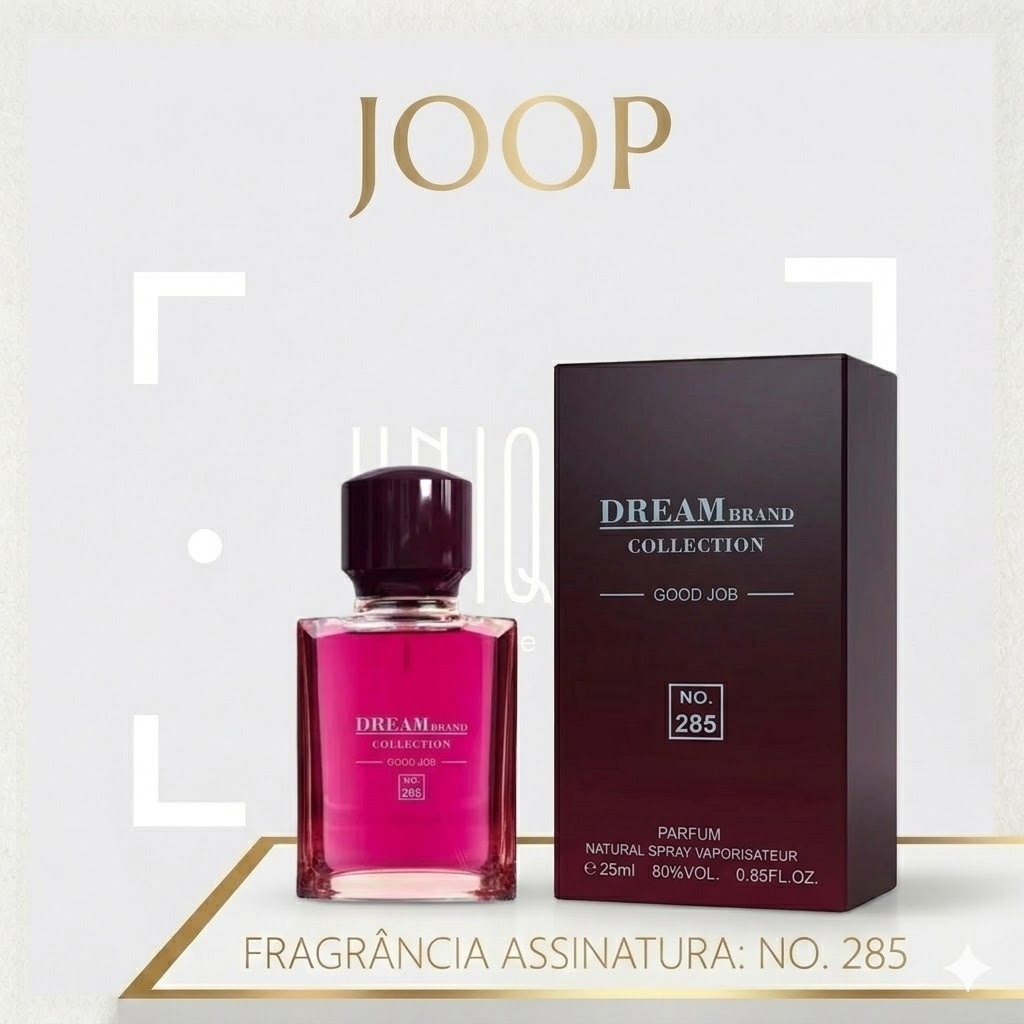 JOOP
UNIQ
e
DREAM BRAND
COLLECTION
GOOD JOB
NO.
285
DREAM BRAND
COLLECTION
GOOD JOB
NO.
285
PARFUM
NATURAL SPRAY VAPORISATEUR
℮ 25ml 80%VOL. 0.85FL.OZ.
FRAGRÂNCIA ASSINATURA: NO. 285